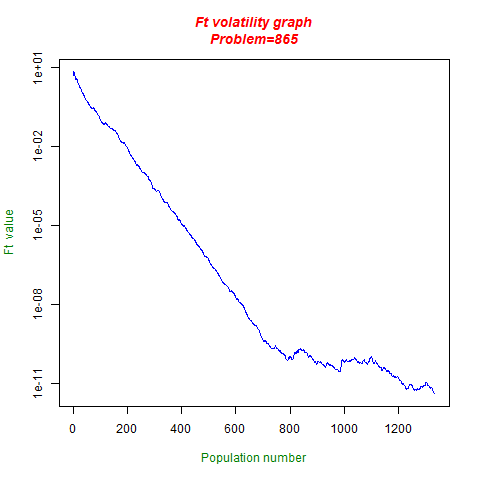 Ft volatility graph
Problem=865
1e+01
1e-02
1e-05
1e-08
1e-11
Ft value
0 200 400 600 800 1000 1200
Population number